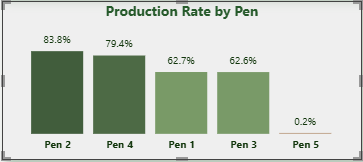 Production Rate by Pen
83.8%
79.4%
62.7%
62.6%
0.2%
Pen 2
Pen 4
Pen 1
Pen 3
Pen 5